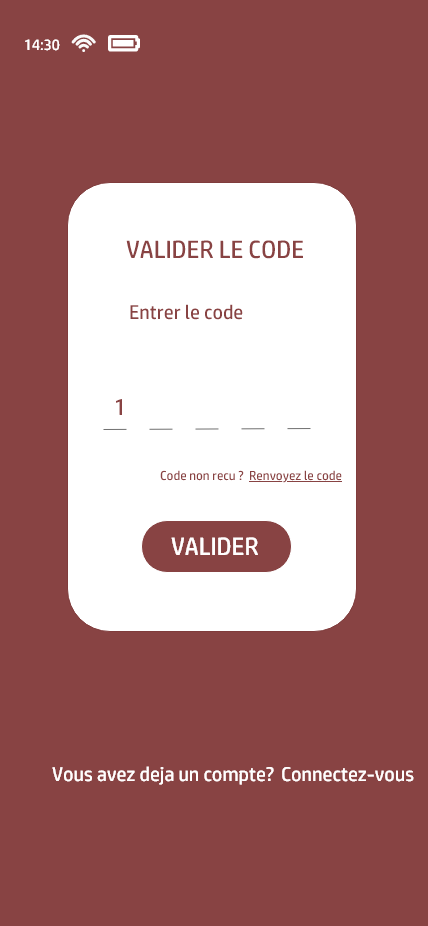 14:30
VALIDER LE CODE
Entrer le code
1
Code non recu ? Renvoyez le code
VALIDER
Vous avez deja un compte? Connectez-vous